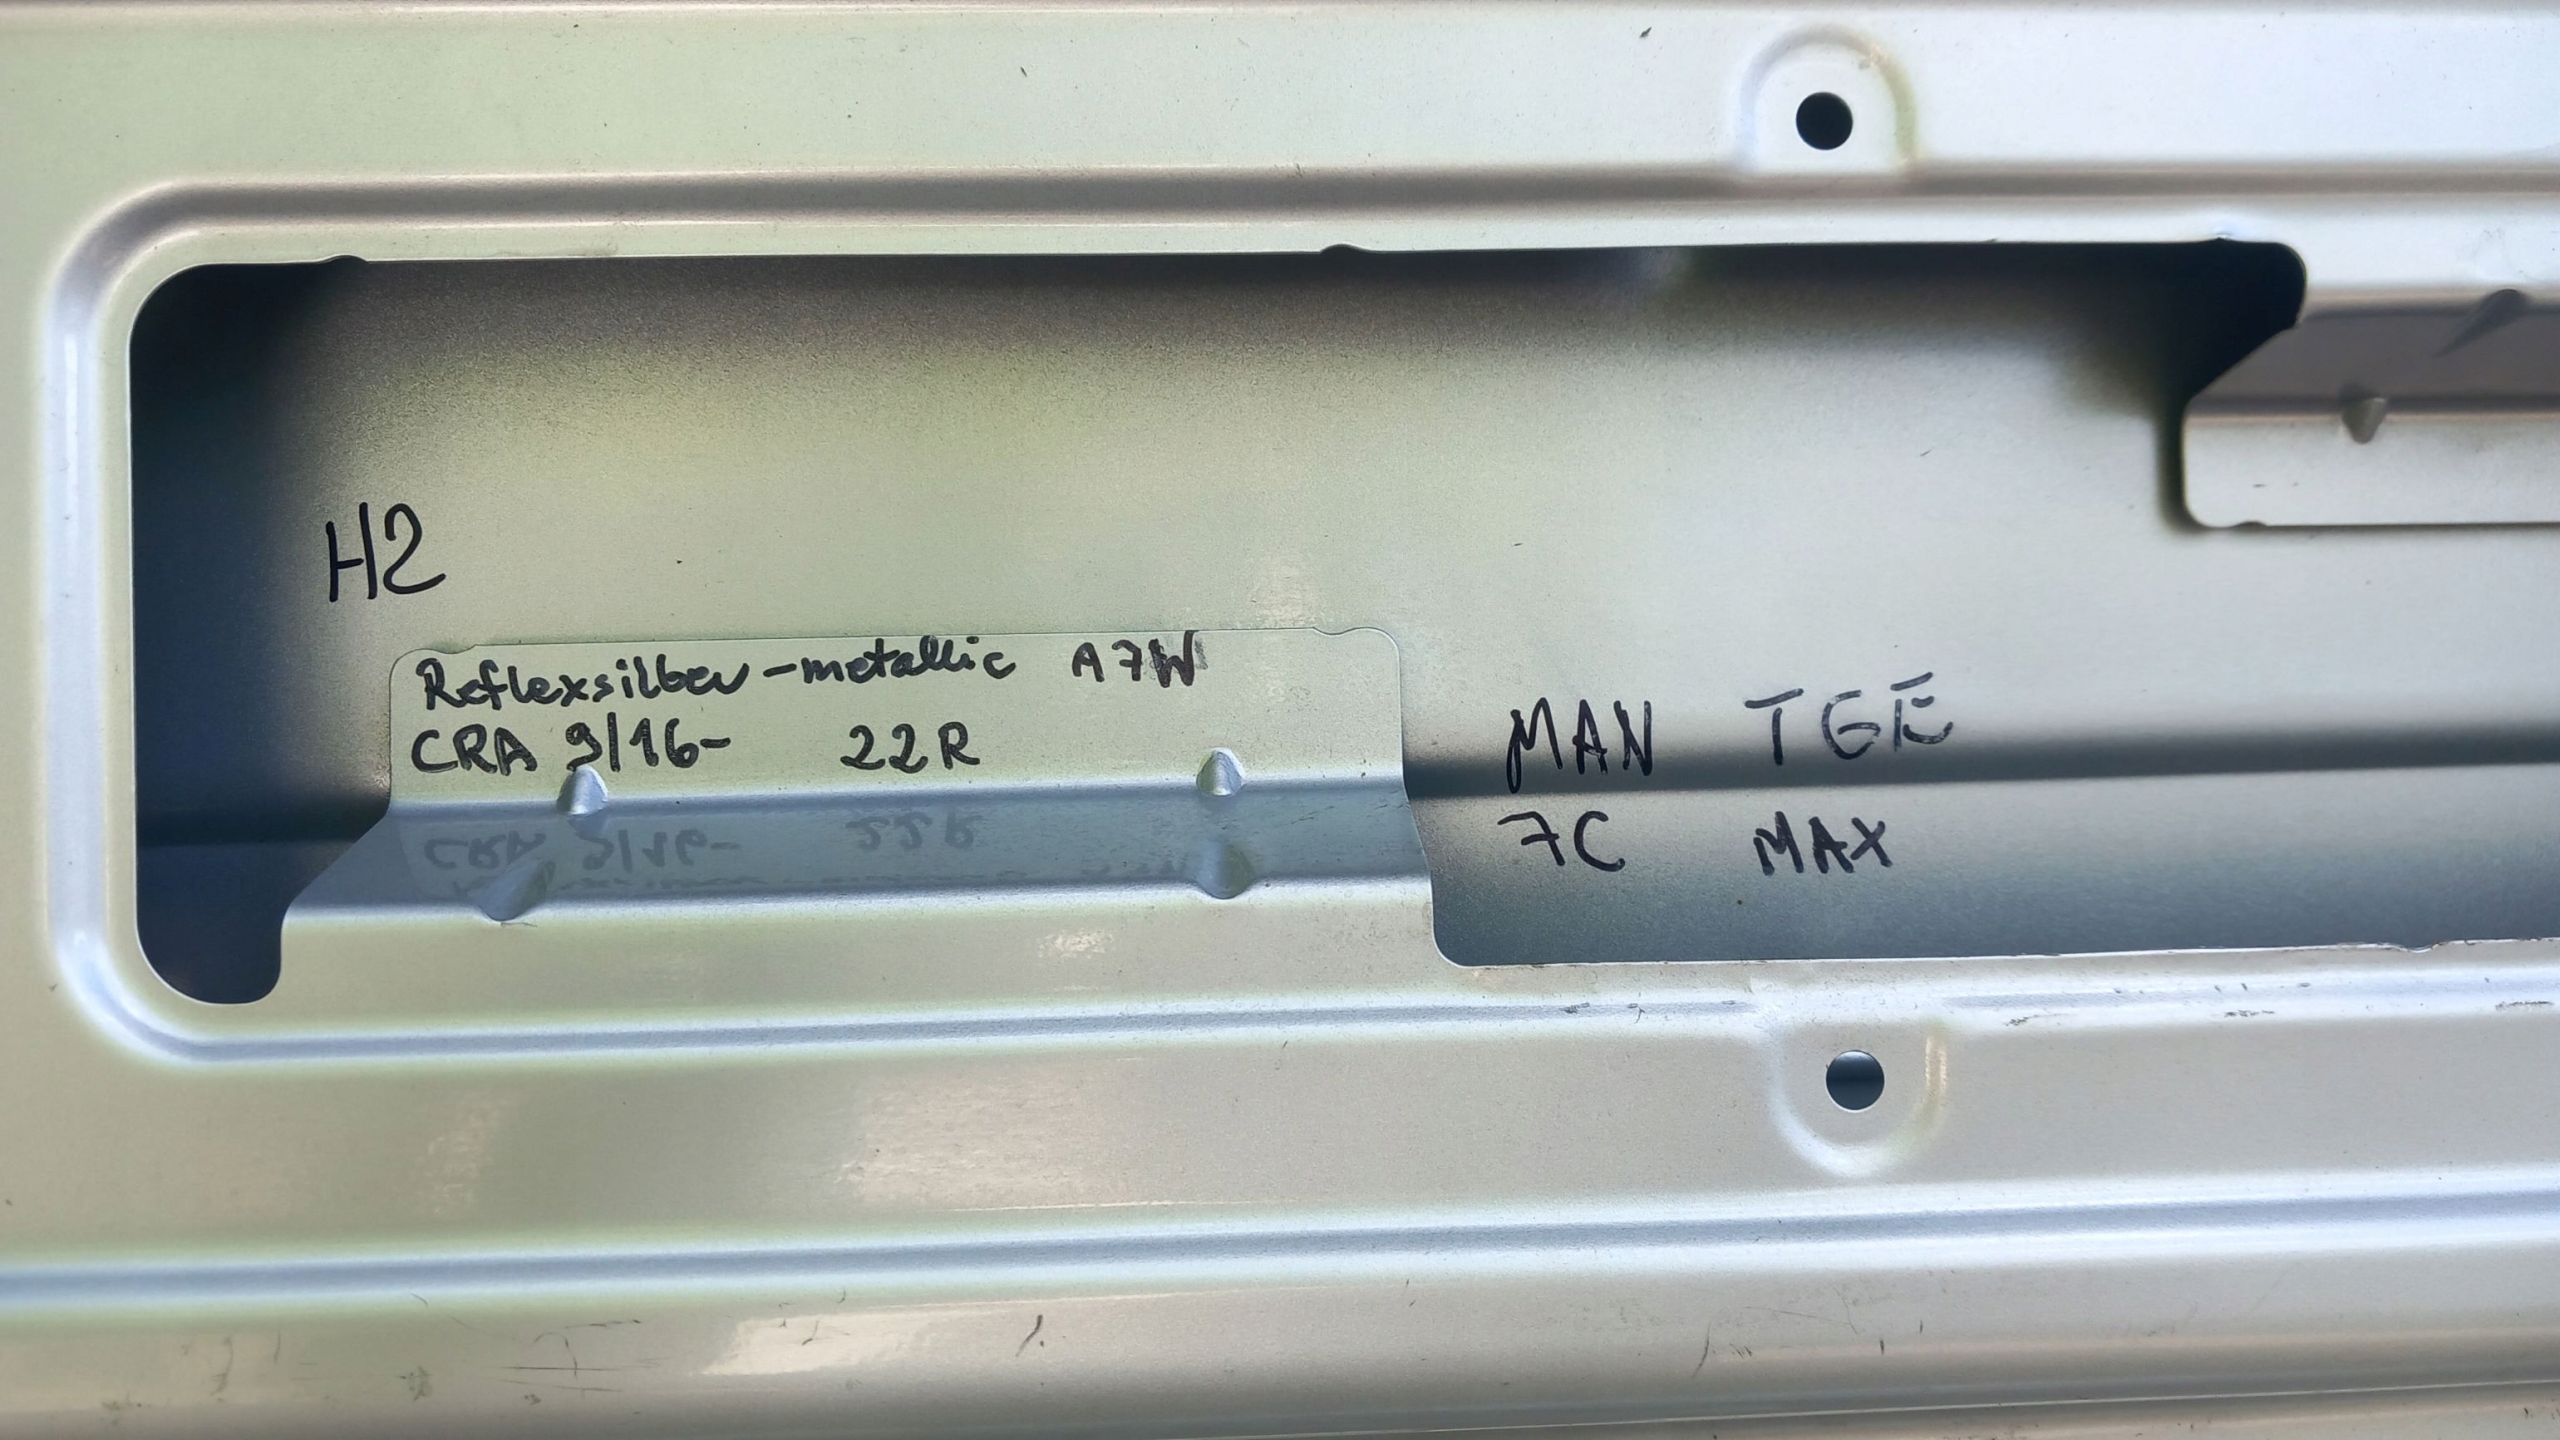 H2
Reflexsilber-metallic A7W
CRA 9/16- 22R
MAN TGE
7C MAX